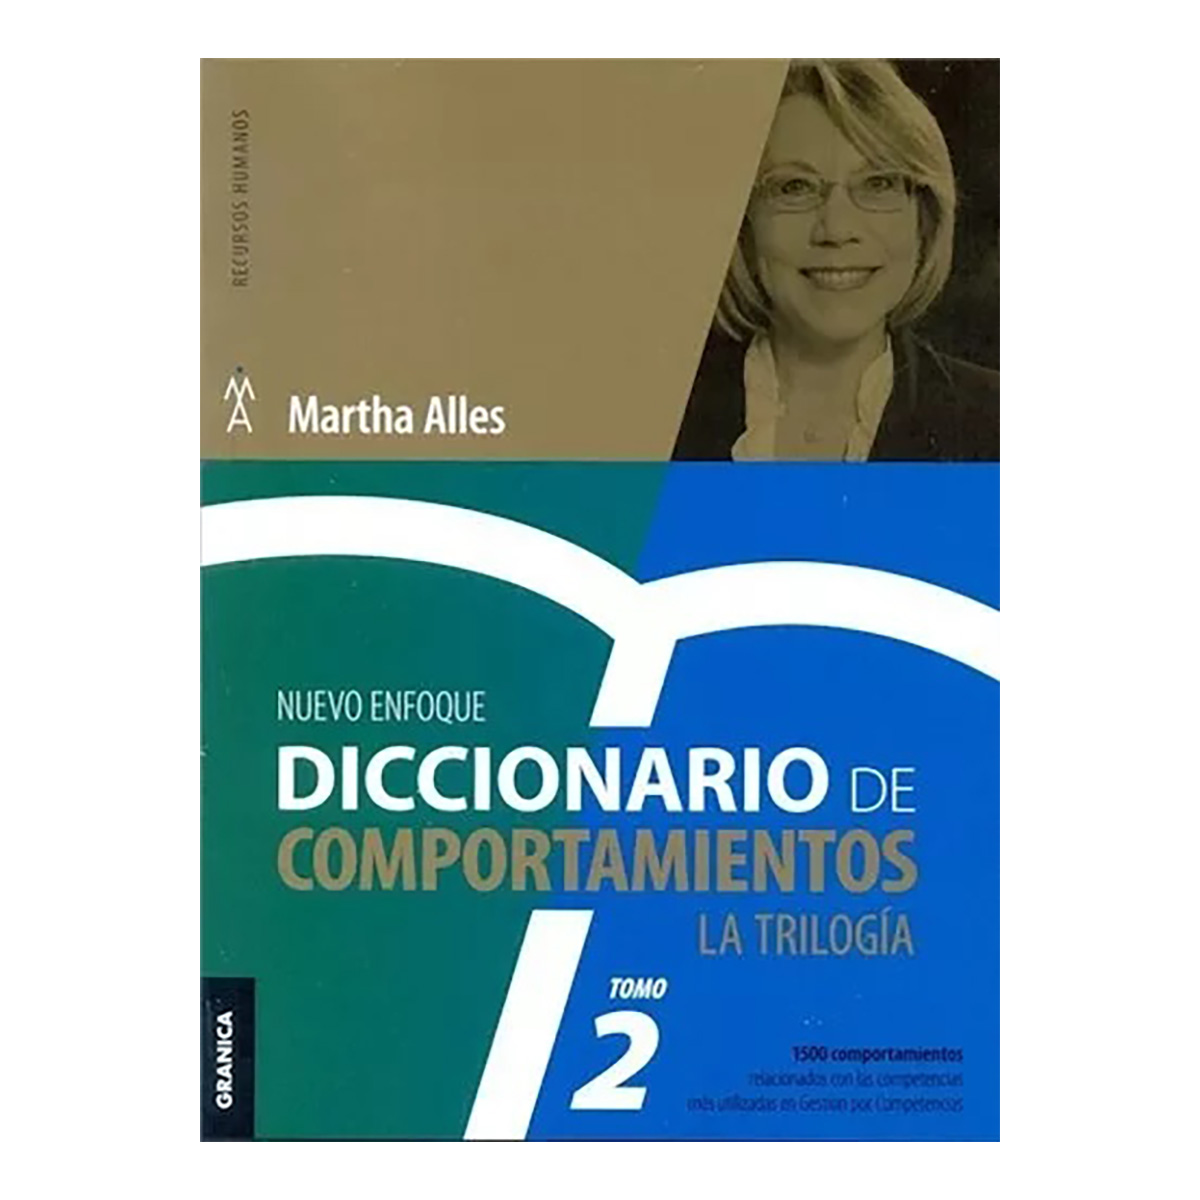 RECURSOS HUMANOS
MA
Martha Alles
NUEVO ENFOQUE
DICCIONARIO DE
COMPORTAMIENTOS
LA TRILOGÍA
TOMO
2
1500 comportamientos
relacionados con las competencias
más utilizadas en Gestión por Competencias
GRANICA